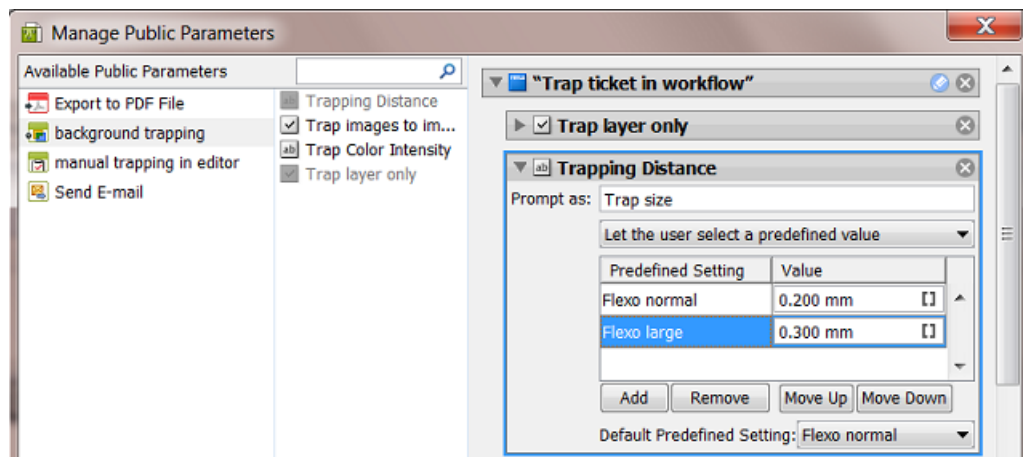 Manage Public Parameters
X
Available Public Parameters
Export to PDF File
background trapping
manual trapping in editor
Send E-mail
ab Trapping Distance
Trap images to im...
ab Trap Color Intensity
Trap layer only
"Trap ticket in workflow"
Trap layer only
ab Trapping Distance
Prompt as: Trap size
Let the user select a predefined value
Predefined Setting Value
Flexo normal 0.200 mm []
Flexo large 0.300 mm []
Add Remove Move Up Move Down
Default Predefined Setting: Flexo normal